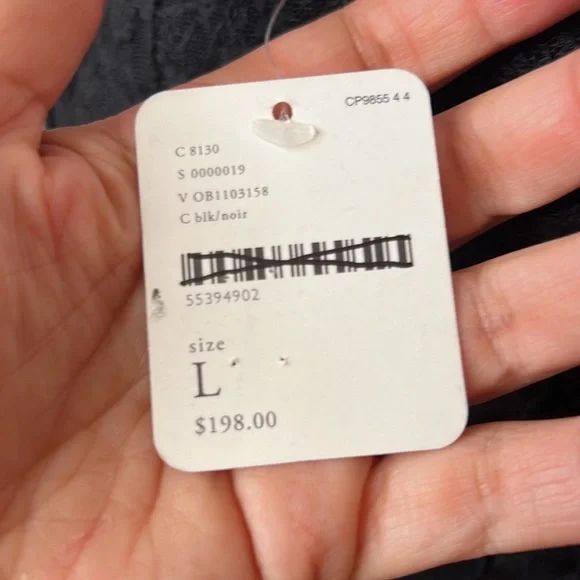 CP9855 4 4
C 8130
S 0000019
V OB1103158
C blk/noir
55394902
size
L
$198.00